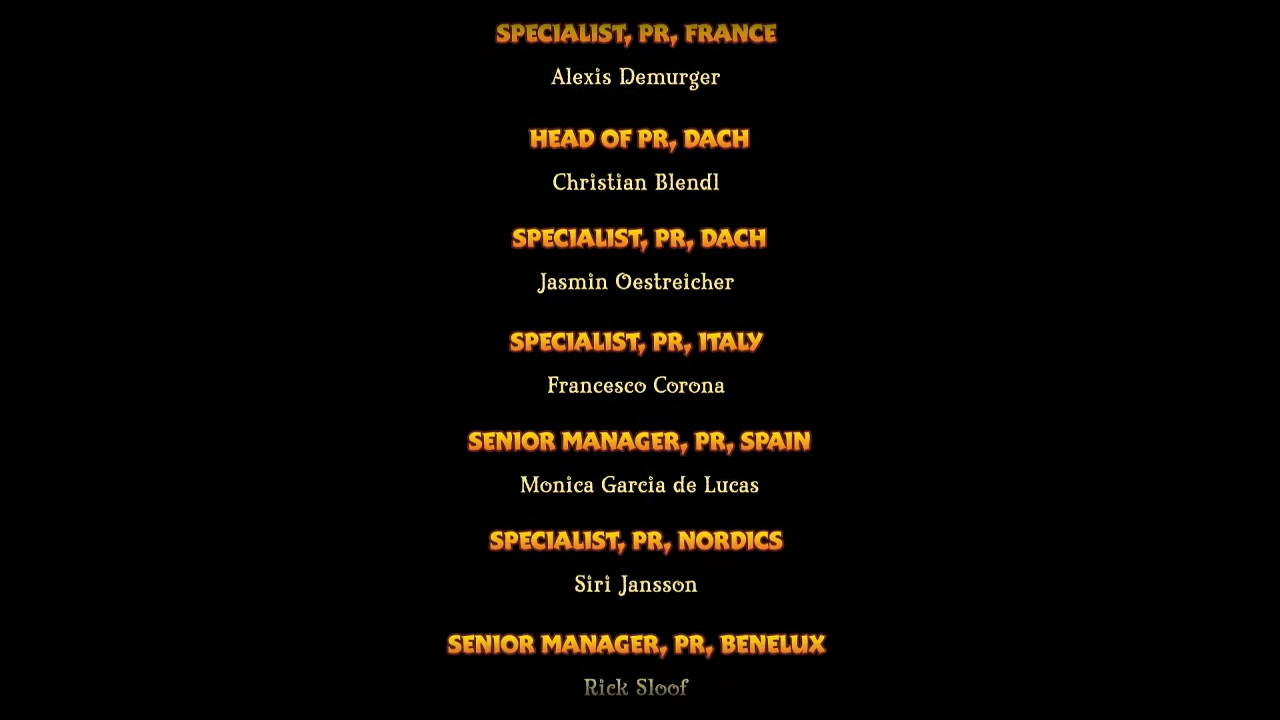 SPECIALIST, PR, FRANCE
Alexis Demurger
HEAD OF PR, DACH
Christian Blendl
SPECIALIST, PR, DACH
Jasmin Oestreicher
SPECIALIST, PR, ITALY
Francesco Corona
SENIOR MANAGER, PR, SPAIN
Monica Garcia de Lucas
SPECIALIST, PR, NORDICS
Siri Jansson
SENIOR MANAGER, PR, BENELUX
Rick Sloof